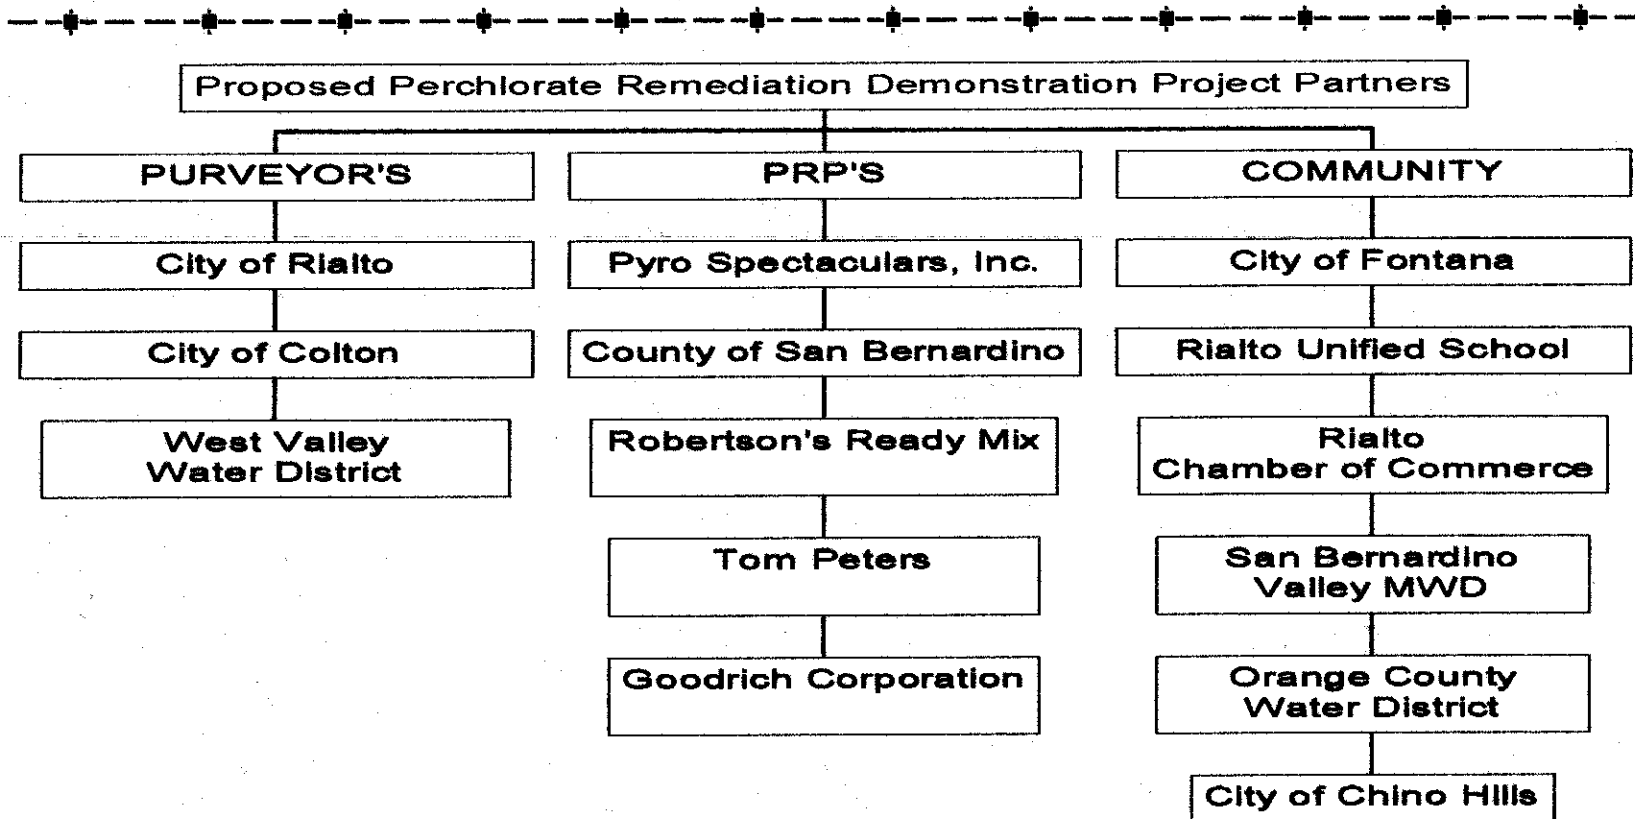 Proposed Perchlorate Remediation Demonstration Project Partners
PURVEYOR'S
City of Rialto
City of Colton
West Valley
Water District
PRP'S
Pyro Spectaculars, Inc.
County of San Bernardino
Robertson's Ready Mix
Tom Peters
Goodrich Corporation
COMMUNITY
City of Fontana
Rialto Unified School
Rialto
Chamber of Commerce
San Bernardino
Valley MWD
Orange County
Water District
City of Chino Hills